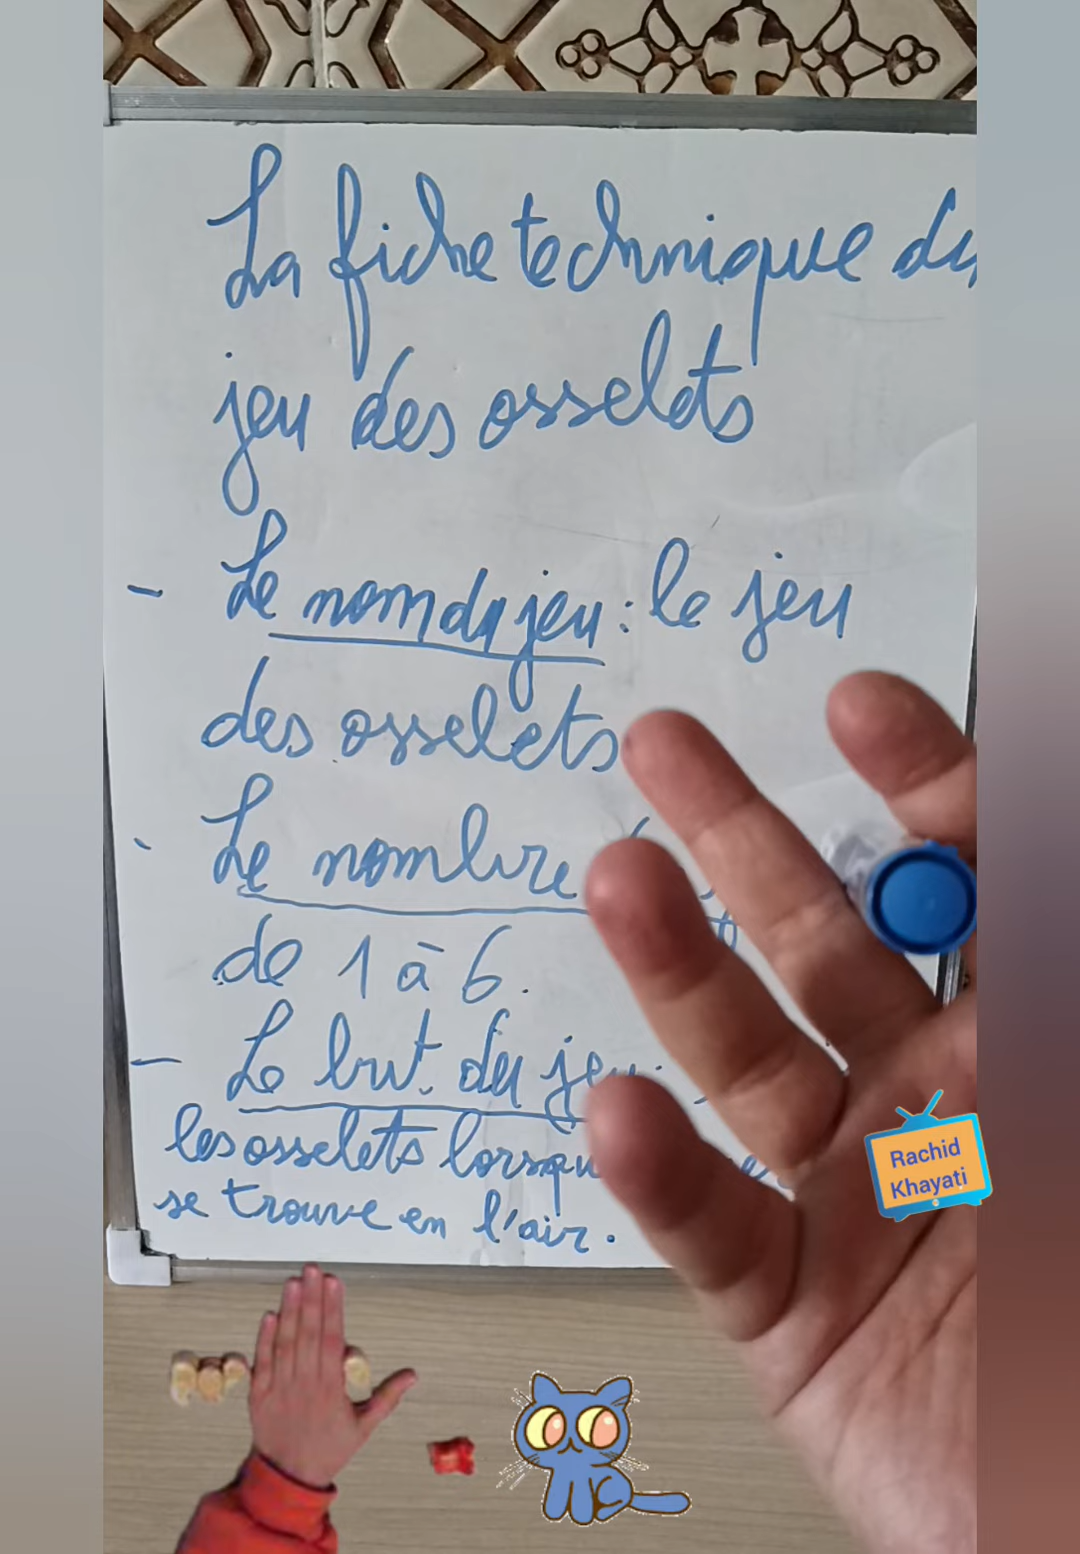 La fiche technique du
jeu des osselets
- Le nom du jeu : le jeu
des osselets
- Le nombre
de 1 à 6.
- Le but du jeu
les osselets
se trouve en l'air.
Rachid
Khayati